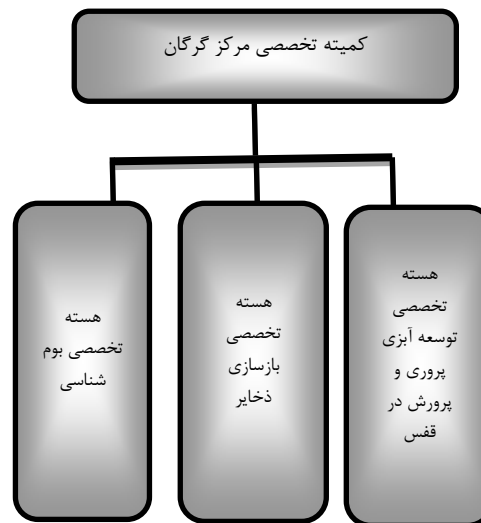 کمیته تخصصی مرکز گرگان
هسته
تخصصی
توسعه آبزی
پروری و
پرورش در
قفس
هسته
تخصصی
بازسازی
ذخایر
هسته
تخصصی بوم
شناسی